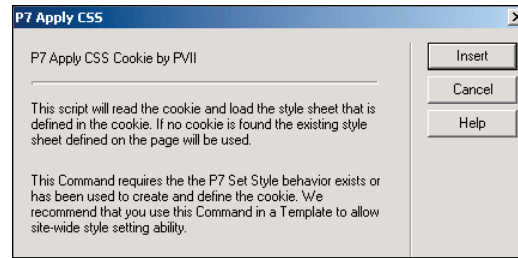 P7 Apply CSS
P7 Apply CSS Cookie by PVII
Insert
Cancel
Help
This script will read the cookie and load the style sheet that is
defined in the cookie. If no cookie is found the existing style
sheet defined on the page will be used.
This Command requires the the P7 Set Style behavior exists or
has been used to create and define the cookie. We
recommend that you use this Command in a Template to allow
site-wide style setting ability.